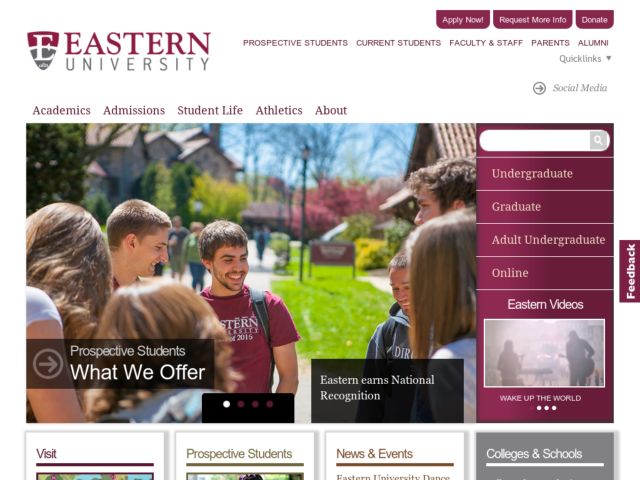 Apply Now!
Request More Info
Donate
EASTERN
UNIVERSITY
PROSPECTIVE STUDENTS
CURRENT STUDENTS
FACULTY & STAFF
PARENTS
ALUMNI
Quicklinks
Social Media
Academics
Admissions
Student Life
Athletics
About
Undergraduate
Graduate
Adult Undergraduate
Online
Feedback
Eastern Videos
WAKE UP THE WORLD
EASTERN
of 2015
Prospective Students
What We Offer
Eastern earns National
Recognition
Visit
Prospective Students
News & Events
Eastern University Dance
Colleges & Schools